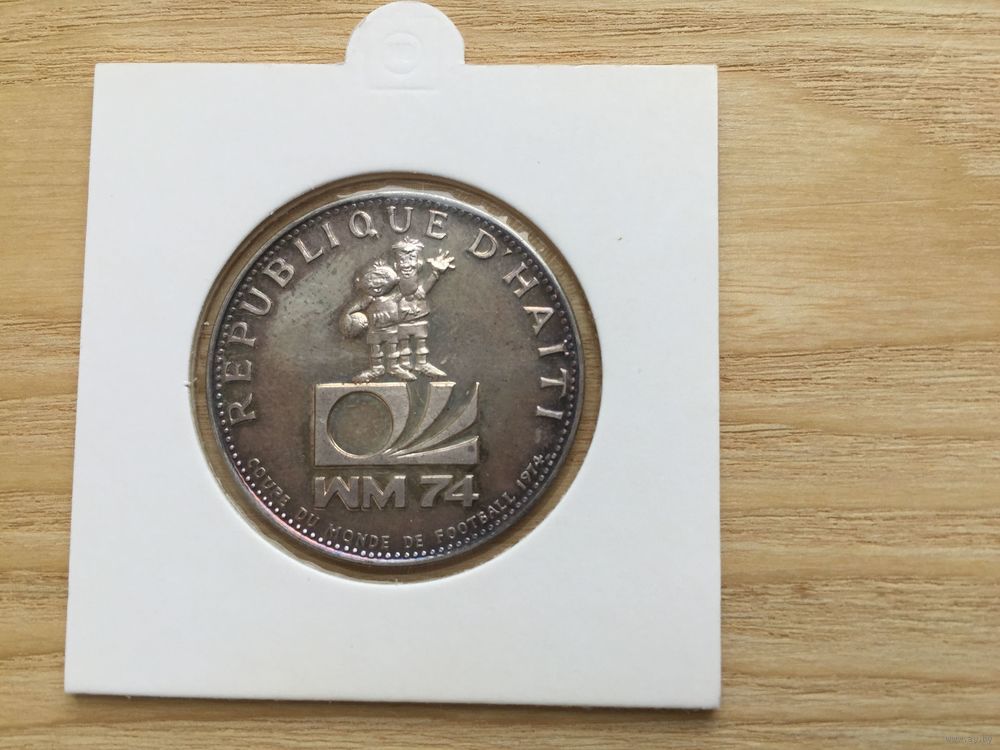 REPUBLIQUE D'HAITI
WM 74
COUPE DU MONDE DE FOOTBALL 1974